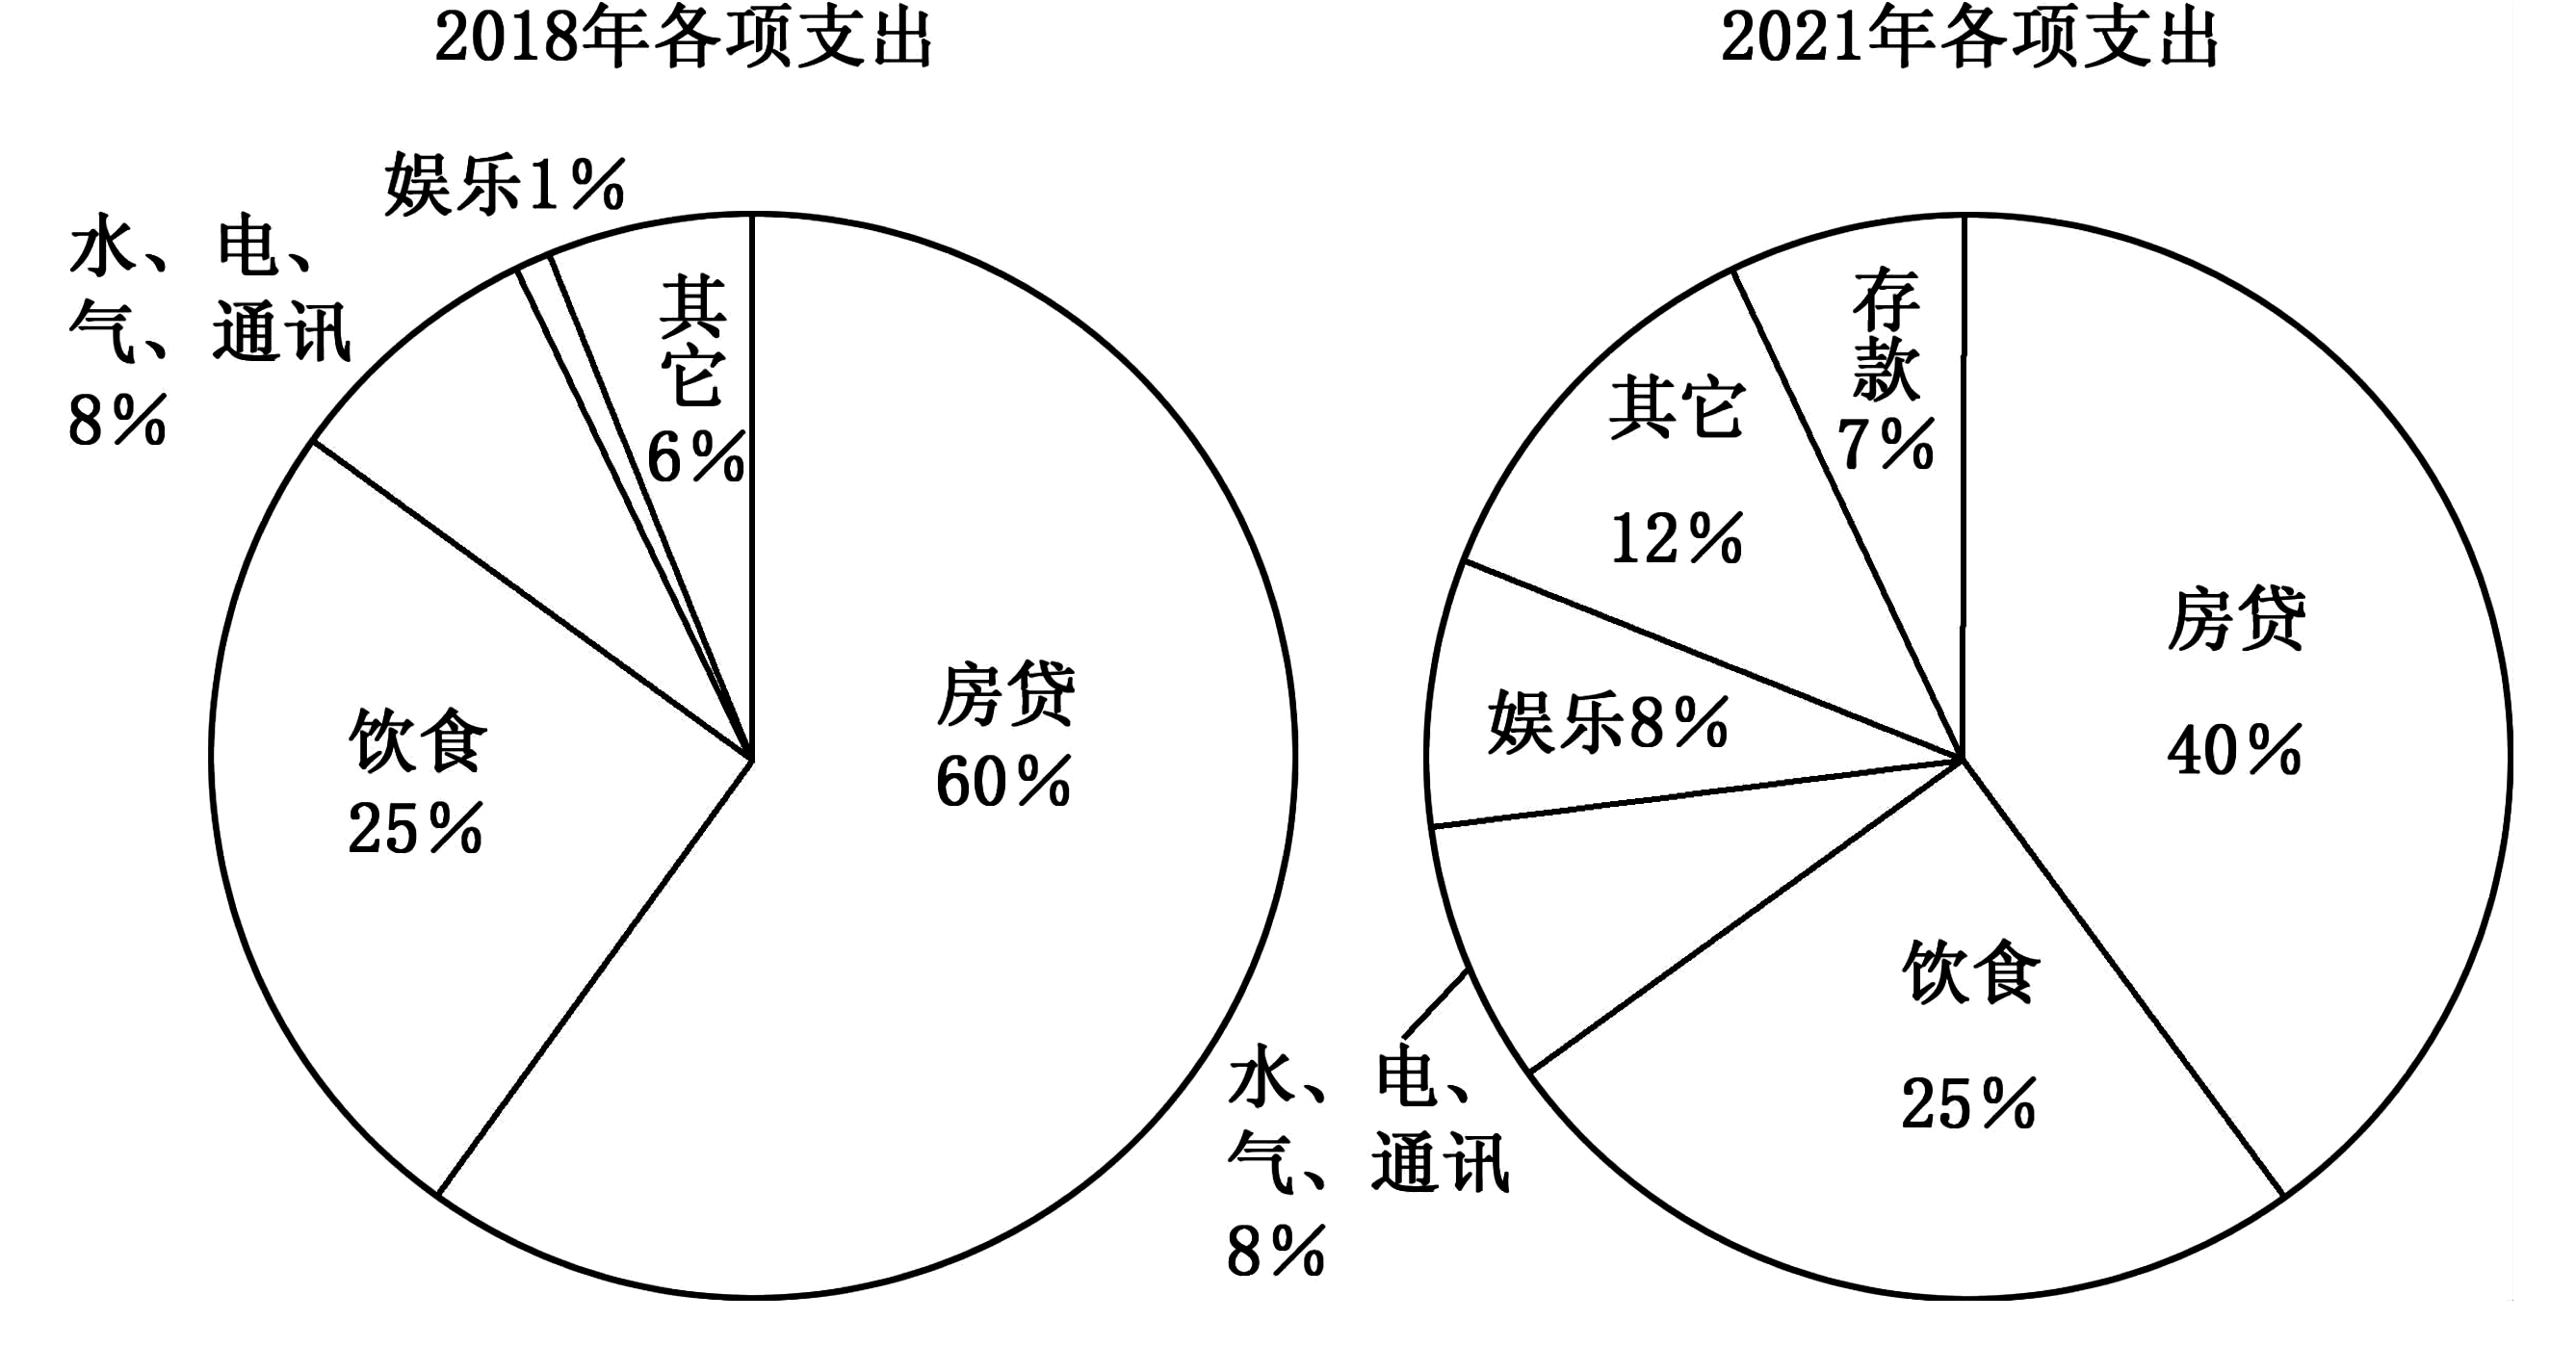 2018年各项支出
娱乐1%
水、电、
气、通讯
8%
其
它
6%
房贷
60%
饮食
25%
2021年各项支出
存
款
7%
其它
12%
房贷
40%
娱乐8%
饮食
25%
水、电、
气、通讯
8%